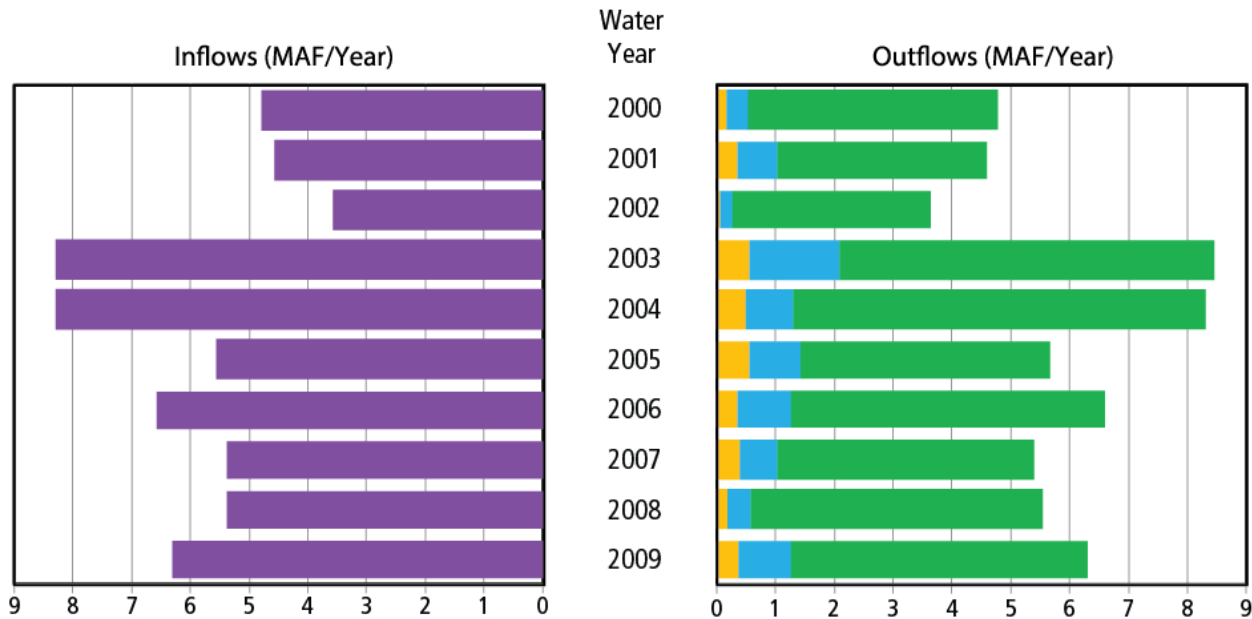 Water
Year
Inflows (MAF/Year)
Outflows (MAF/Year)
2000
2001
2002
2003
2004
2005
2006
2007
2008
2009
9 8 7 6 5 4 3 2 1 0
0 1 2 3 4 5 6 7 8 9